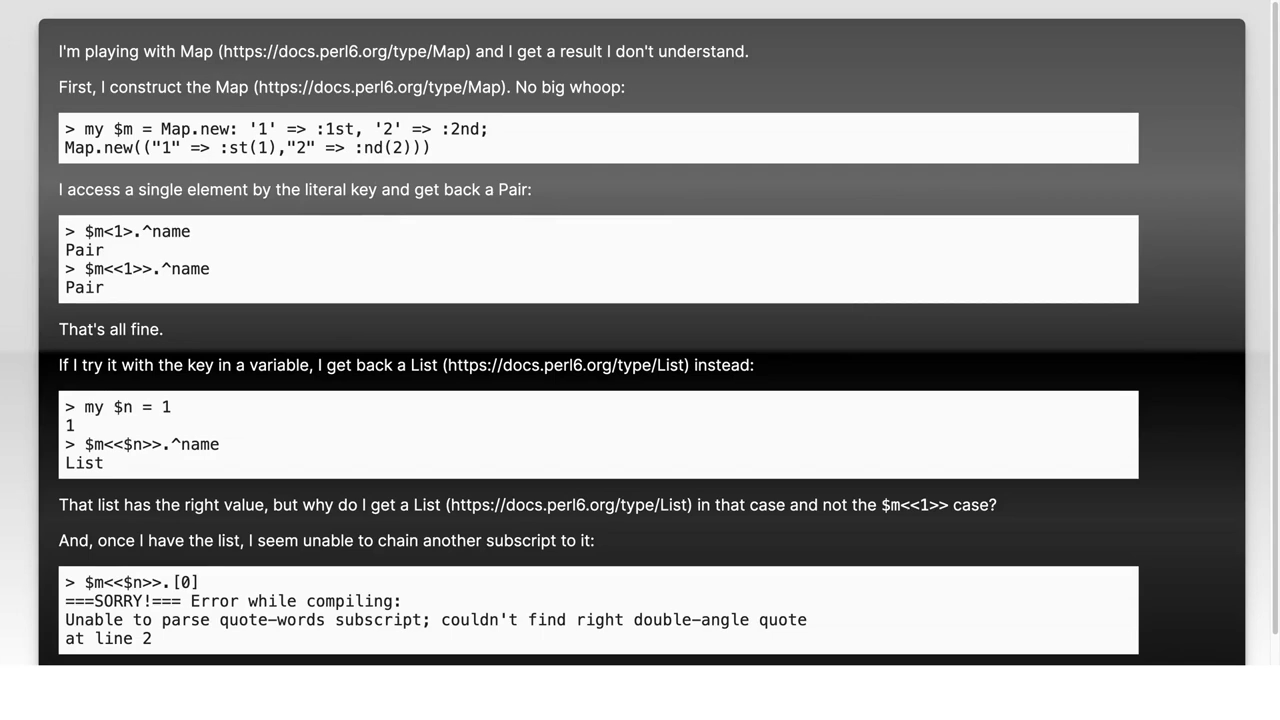 I'm playing with Map (https://docs.perl6.org/type/Map) and I get a result I don't understand.
First, I construct the Map (https://docs.perl6.org/type/Map). No big whoop:
> my $m = Map.new: '1' => :1st, '2' => :2nd;
Map.new(("1" => :st(1),"2" => :nd(2)))
I access a single element by the literal key and get back a Pair:
> $m<1>.^name
Pair
> $m<<1>>.^name
Pair
That's all fine.
If I try it with the key in a variable, I get back a List (https://docs.perl6.org/type/List) instead:
> my $n = 1
1
> $m<<$n>>.^name
List
That list has the right value, but why do I get a List (https://docs.perl6.org/type/List) in that case and not the $m<<1>> case?
And, once I have the list, I seem unable to chain another subscript to it:
> $m<<$n>>.[0]
===SORRY!=== Error while compiling:
Unable to parse quote-words subscript; couldn't find right double-angle quote
at line 2